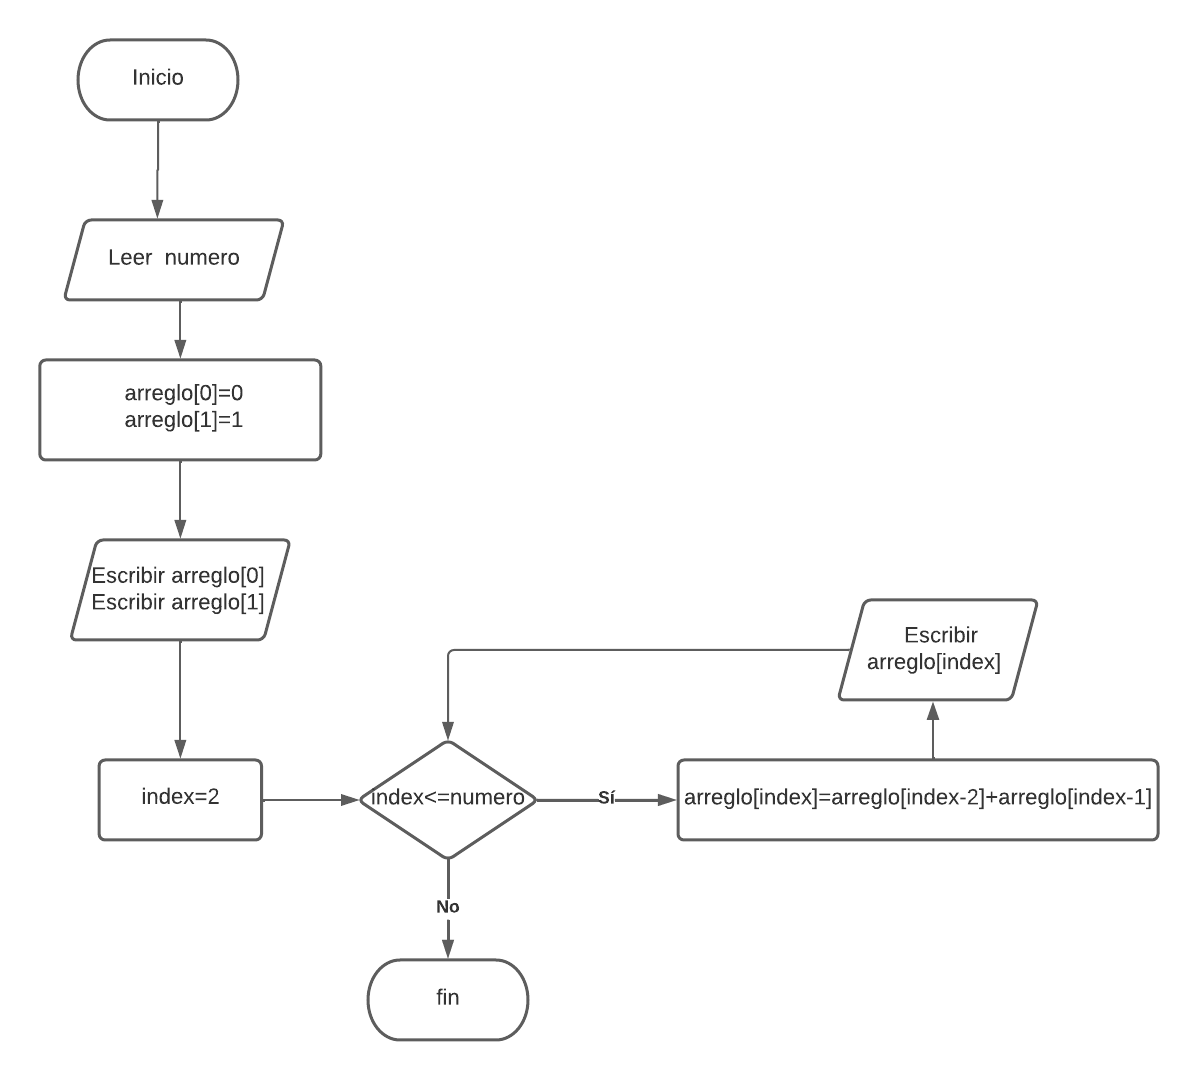 Inicio
Leer  numero
arreglo[0]=0
arreglo[1]=1
Escribir arreglo[0]
Escribir arreglo[1]
index=2
index<=numero
Sí
arreglo[index]=arreglo[index-2]+arreglo[index-1]
Escribir
arreglo[index]
No
fin